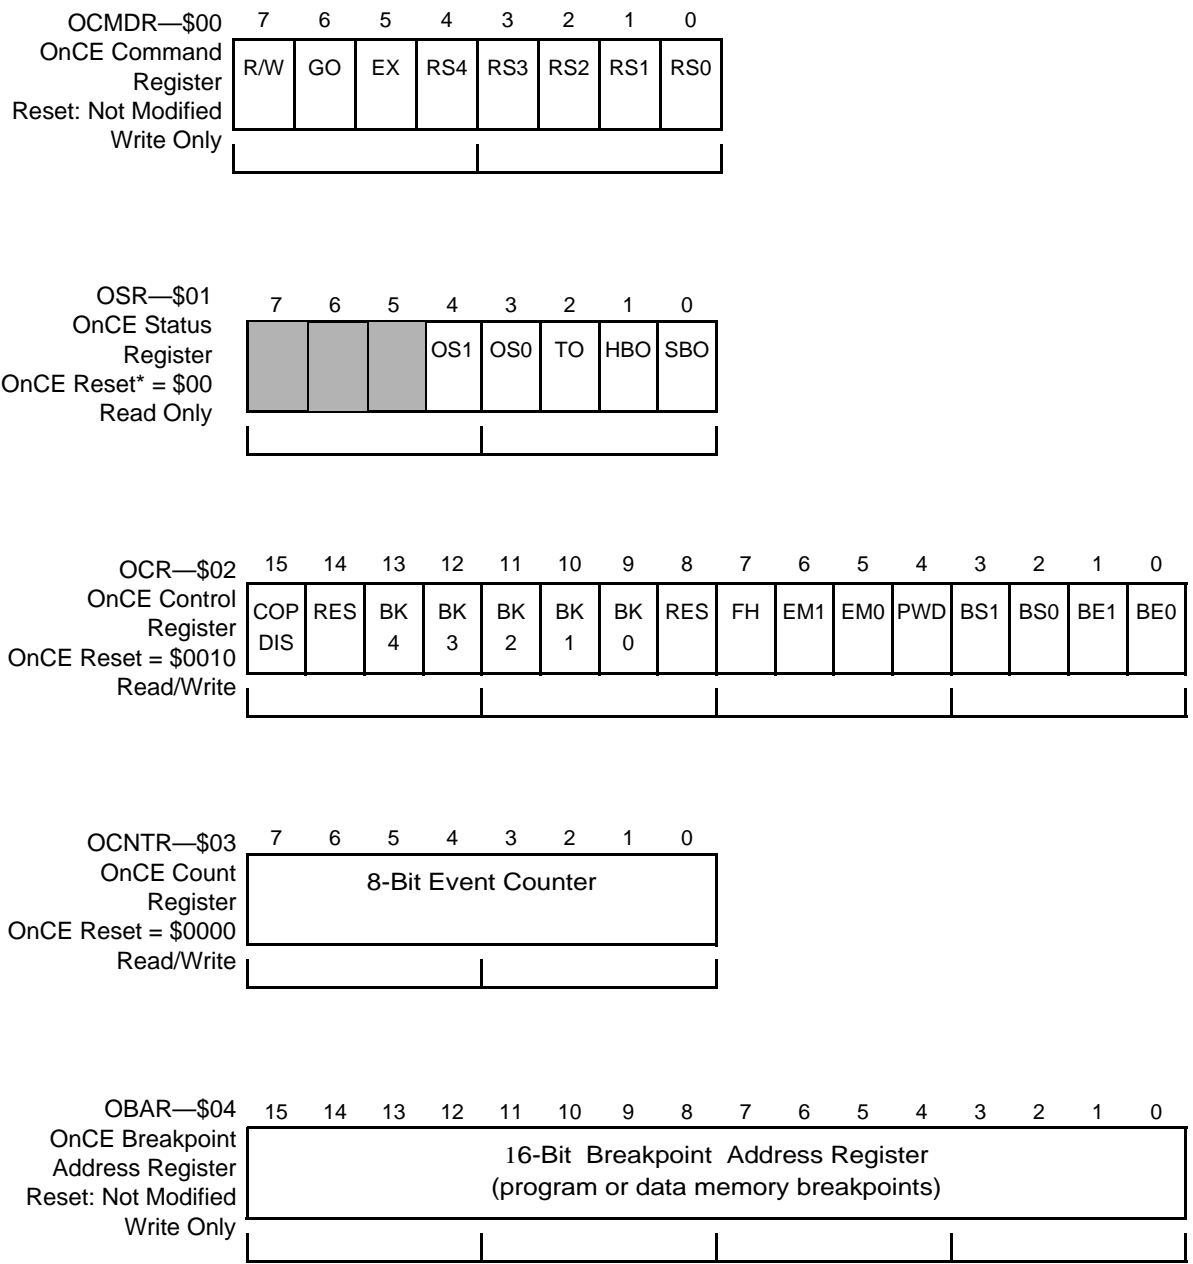 OCMDR—$00 7 6 5 4 3 2 1 0
OnCE Command
Register
Reset: Not Modified
Write Only
R/W GO EX RS4 RS3 RS2 RS1 RS0
OSR—$01 7 6 5 4 3 2 1 0
OnCE Status
Register
OnCE Reset* = $00
Read Only
OS1 OS0 TO HBO SBO
OCR—$02 15 14 13 12 11 10 9 8 7 6 5 4 3 2 1 0
OnCE Control
Register
OnCE Reset = $0010
Read/Write
COP RES BK BK BK BK BK RES FH EM1 EM0 PWD BS1 BS0 BE1 BE0
DIS 4 3 2 1 0
OCNTR—$03 7 6 5 4 3 2 1 0
OnCE Count
Register
OnCE Reset = $0000
Read/Write
8-Bit Event Counter
OBAR—$04 15 14 13 12 11 10 9 8 7 6 5 4 3 2 1 0
OnCE Breakpoint
Address Register
Reset: Not Modified
Write Only
16-Bit Breakpoint Address Register
(program or data memory breakpoints)